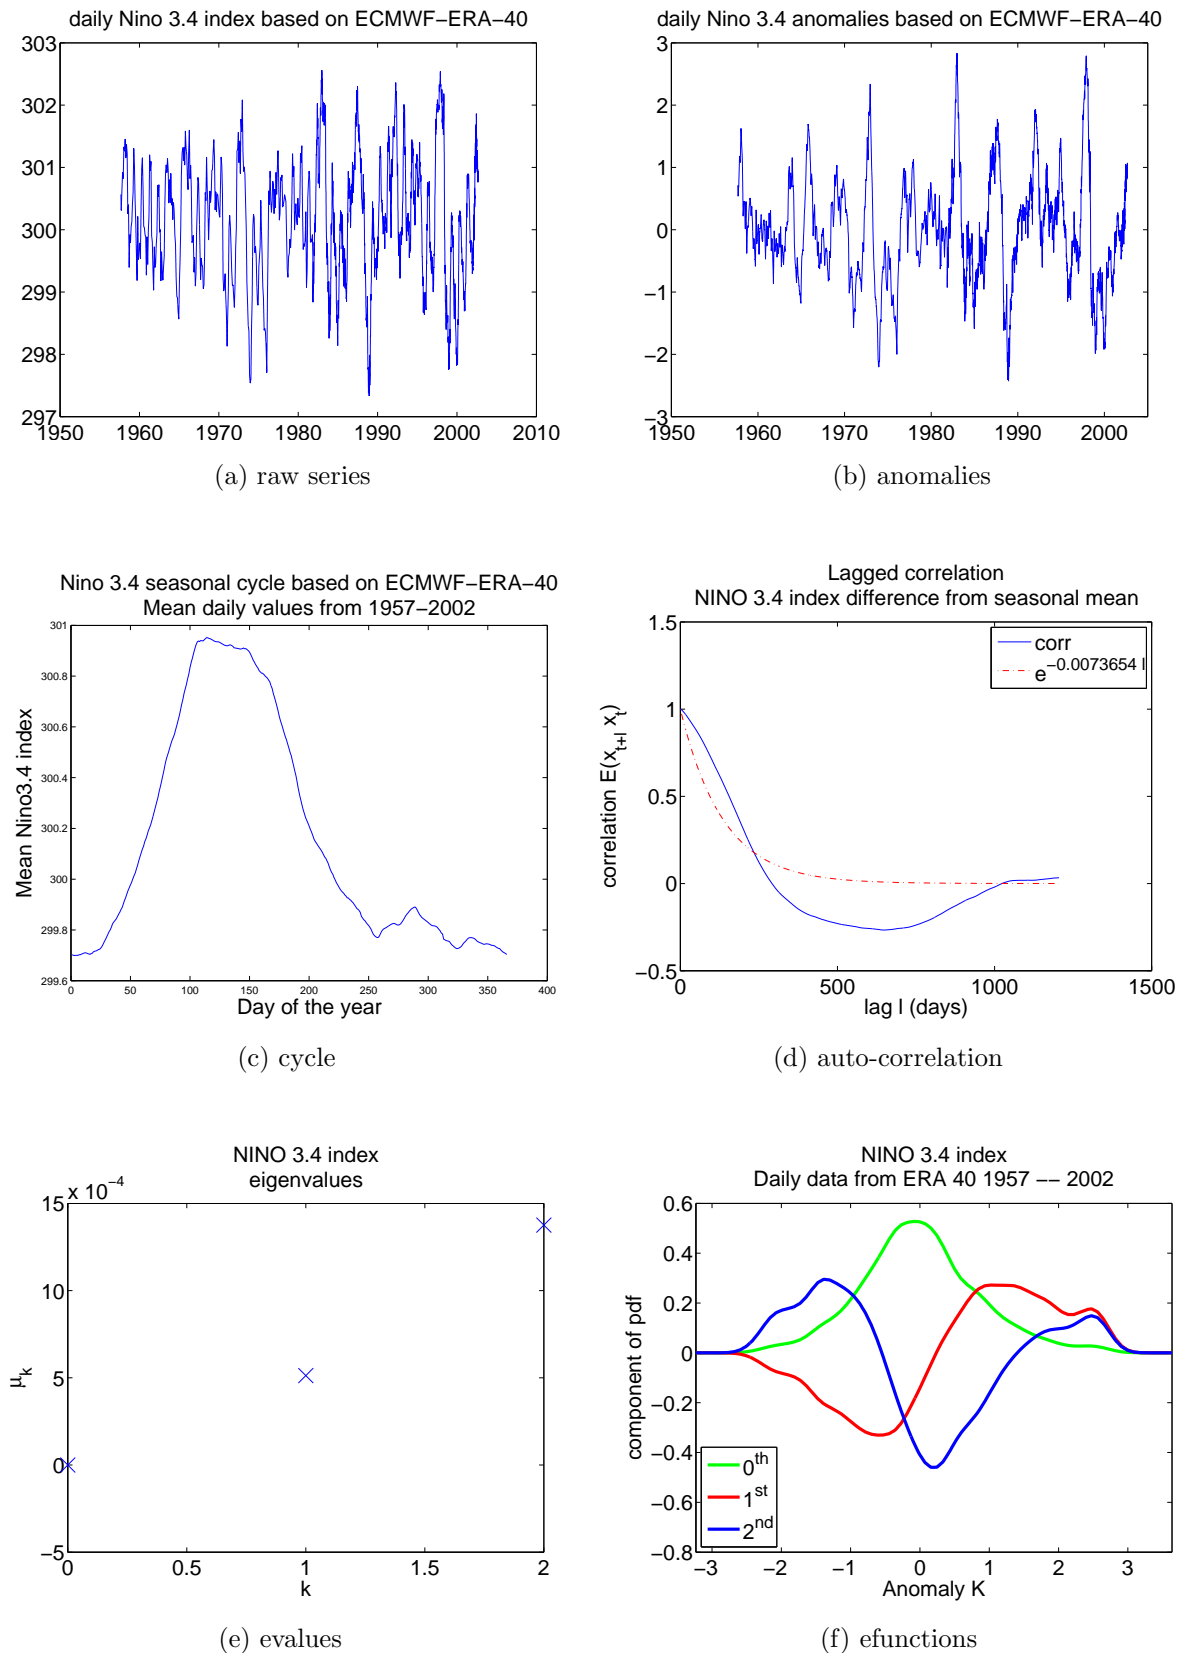 daily Nino 3.4 index based on ECMWF−ERA−40
303
302
301
300
299
298
297
1950 1960 1970 1980 1990 2000 2010
(a) raw series
daily Nino 3.4 anomalies based on ECMWF−ERA−40
3
2
1
0
−1
−2
−3
1950 1960 1970 1980 1990 2000
(b) anomalies
Nino 3.4 seasonal cycle based on ECMWF−ERA−40
Mean daily values from 1957−2002
Mean Nino3.4 index
301
300.8
300.6
300.4
300.2
300
299.8
299.6
0 50 100 150 200 250 300 350 400
Day of the year
(c) cycle
Lagged correlation
NINO 3.4 index difference from seasonal mean
correlation E(x_{t+l} x_t)
1.5
1
0.5
0
−0.5
corr
e^{−0.0073654 l}
0 500 1000 1500
lag l (days)
(d) auto-correlation
NINO 3.4 index
eigenvalues
x 10^{−4}
μ_k
15
10
5
0
−5
0 0.5 1 1.5 2
k
(e) evalues
NINO 3.4 index
Daily data from ERA 40 1957 −− 2002
component of pdf
0.6
0.4
0.2
0
−0.2
−0.4
−0.6
−0.8
0^{th}
1^{st}
2^{nd}
−3 −2 −1 0 1 2 3
Anomaly K
(f) efunctions